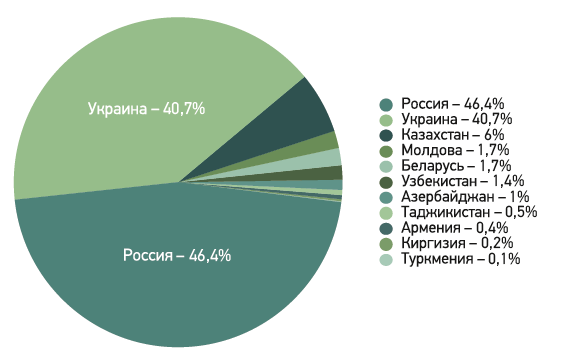 Украина – 40,7%
Россия – 46,4%
Россия – 46,4%
Украина – 40,7%
Казахстан – 6%
Молдова – 1,7%
Беларусь – 1,7%
Узбекистан – 1,4%
Азербайджан – 1%
Таджикистан – 0,5%
Армения – 0,4%
Киргизия – 0,2%
Туркмения – 0,1%